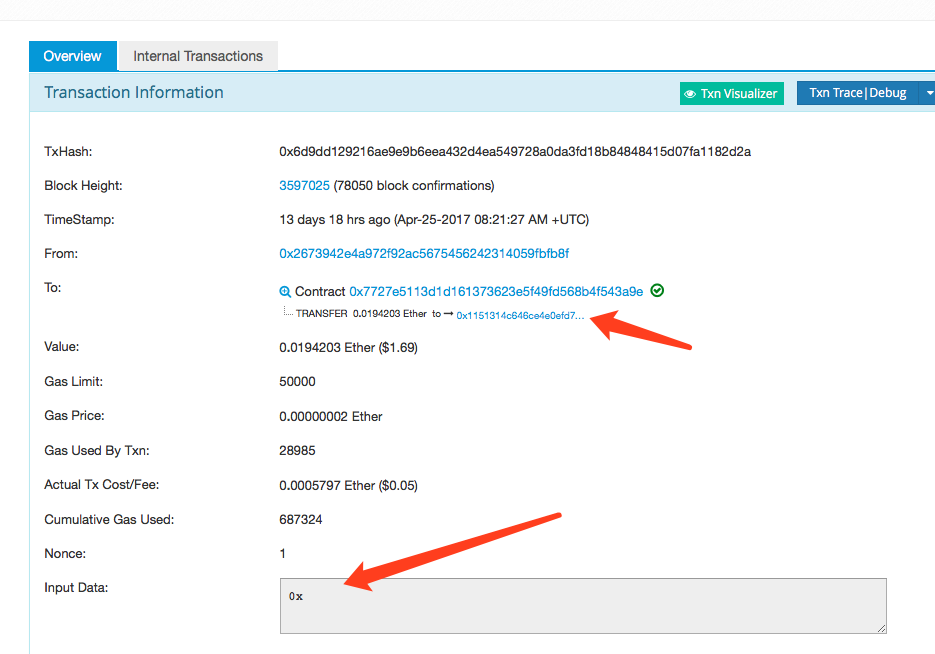 Overview Internal Transactions
Transaction Information Txn Visualizer Txn Trace|Debug
TxHash: 0x6d9dd129216ae9e9b6eea432d4ea549728a0da3fd18b84848415d07fa1182d2a
Block Height: 3597025 (78050 block confirmations)
TimeStamp: 13 days 18 hrs ago (Apr-25-2017 08:21:27 AM +UTC)
From: 0x2673942e4a972f92ac5675456242314059fbfb8f
To: Contract 0x7727e5113d1d161373623e5f49fd568b4f543a9e
TRANSFER 0.0194203 Ether to → 0x1151314c646ce4e0efd7...
Value: 0.0194203 Ether ($1.69)
Gas Limit: 50000
Gas Price: 0.00000002 Ether
Gas Used By Txn: 28985
Actual Tx Cost/Fee: 0.0005797 Ether ($0.05)
Cumulative Gas Used: 687324
Nonce: 1
Input Data: 0x